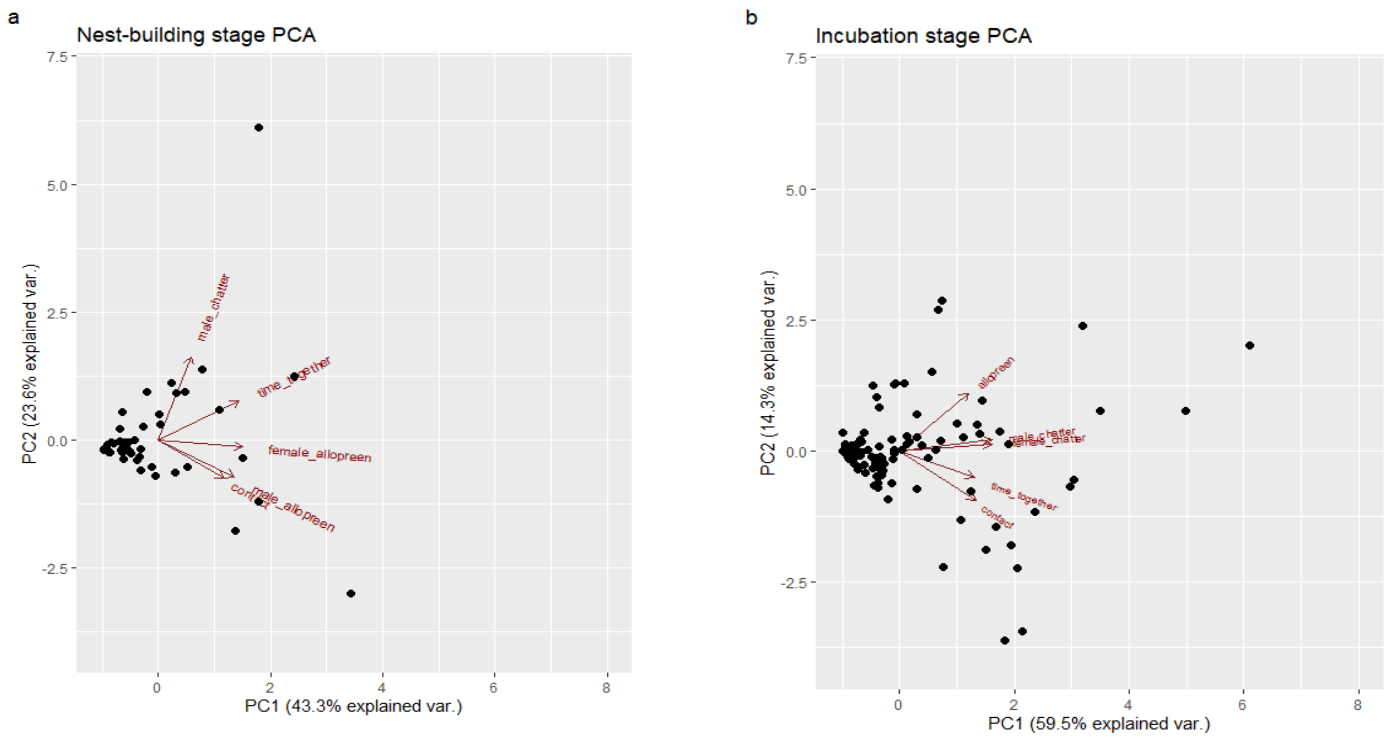 a
Nest-building stage PCA
7.5
5.0
2.5
0.0
-2.5
PC2 (23.6% explained var.)
male_chatter
time_together
female_allopreen
male_allopreen
contact
0 2 4 6 8
PC1 (43.3% explained var.)
b
Incubation stage PCA
7.5
5.0
2.5
0.0
-2.5
PC2 (14.3% explained var.)
allopreen
male_chatter
female_chatter
time_together
contact
0 2 4 6 8
PC1 (59.5% explained var.)